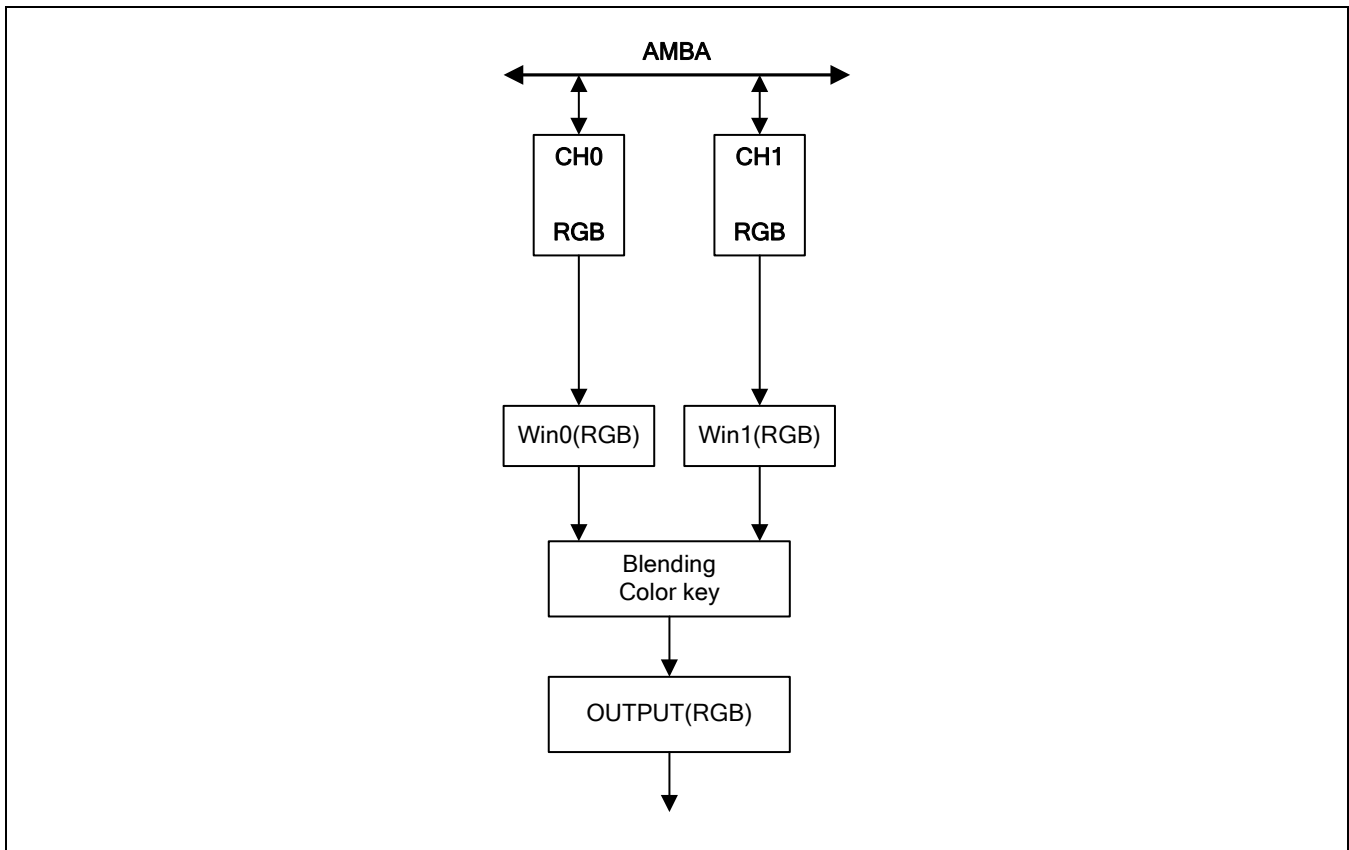 AMBA
CH0
RGB
CH1
RGB
Win0(RGB)
Win1(RGB)
Blending
Color key
OUTPUT(RGB)